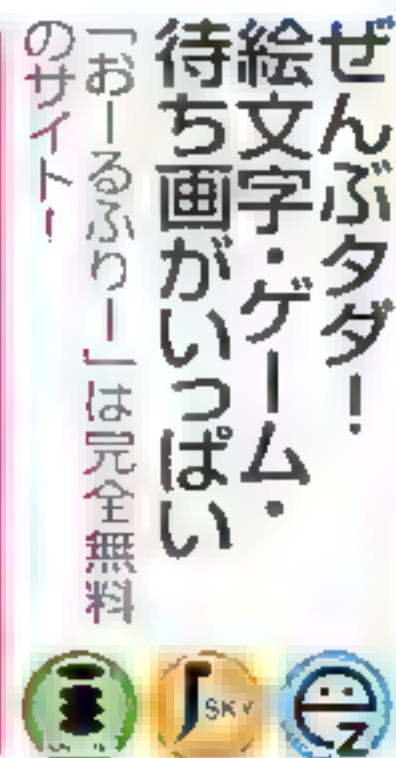 ぜんぶタダ!
絵文字・ゲーム・
待ち画がいっぱい
「おーるふりー」は完全無料
のサイト!
J SKY
ez